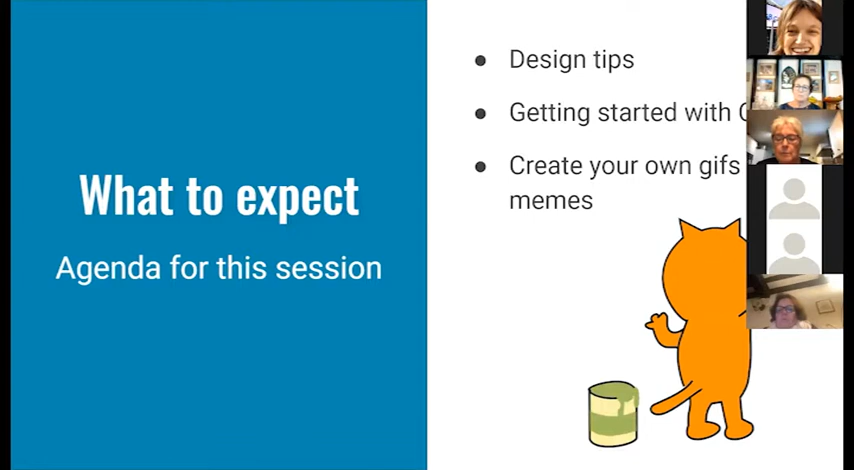 What to expect
Agenda for this session
Design tips
Getting started with
Create your own gifs
memes